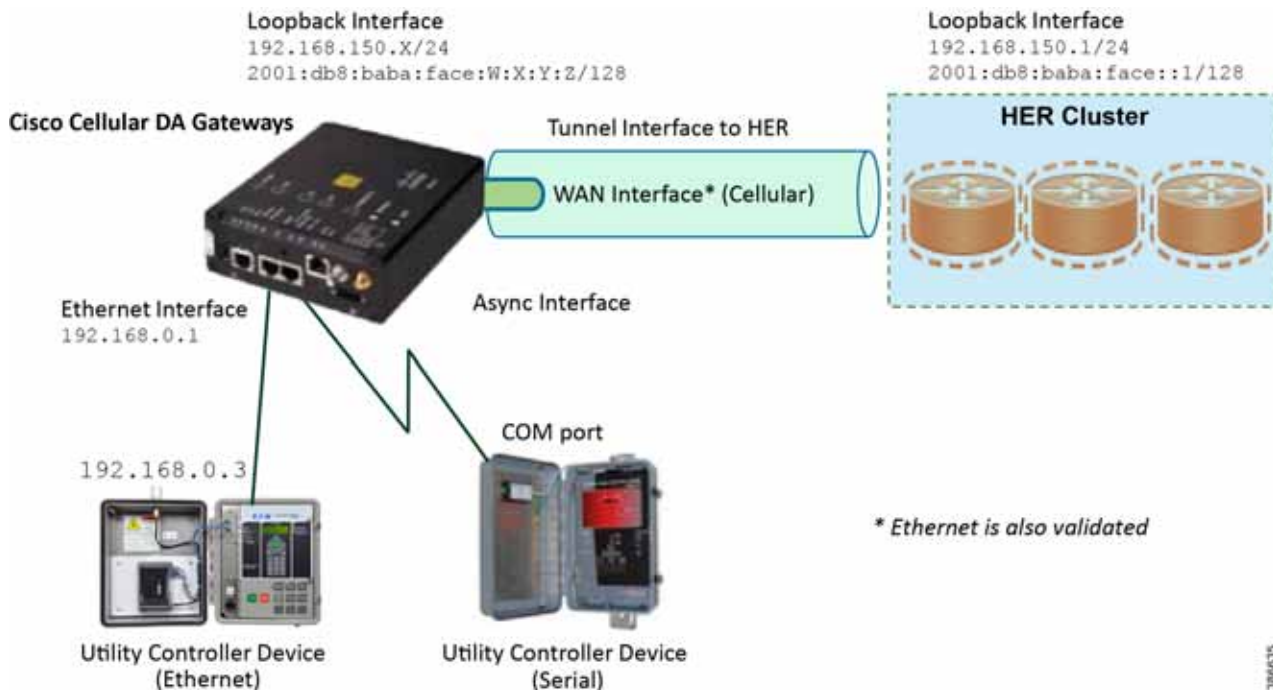 Loopback Interface
192.168.150.X/24
2001:db8:baba:face:W:X:Y:Z/128
Loopback Interface
192.168.150.1/24
2001:db8:baba:face::1/128
Cisco Cellular DA Gateways
Tunnel Interface to HER
HER Cluster
WAN Interface* (Cellular)
Ethernet Interface
192.168.0.1
Async Interface
COM port
192.168.0.3
* Ethernet is also validated
Utility Controller Device
(Ethernet)
Utility Controller Device
(Serial)